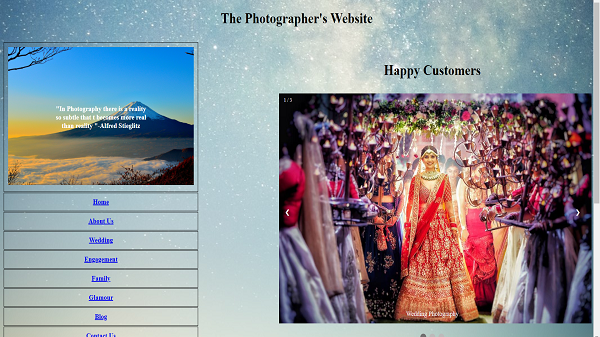 The Photographer's Website
"In Photography there is a reality
so subtle that t becomes more real
than reality "-Alfred Stieglitz
Home
About Us
Wedding
Engagement
Family
Glamour
Blog
Contact Us
Happy Customers
1 / 3
❮
❯
Wedding Photography